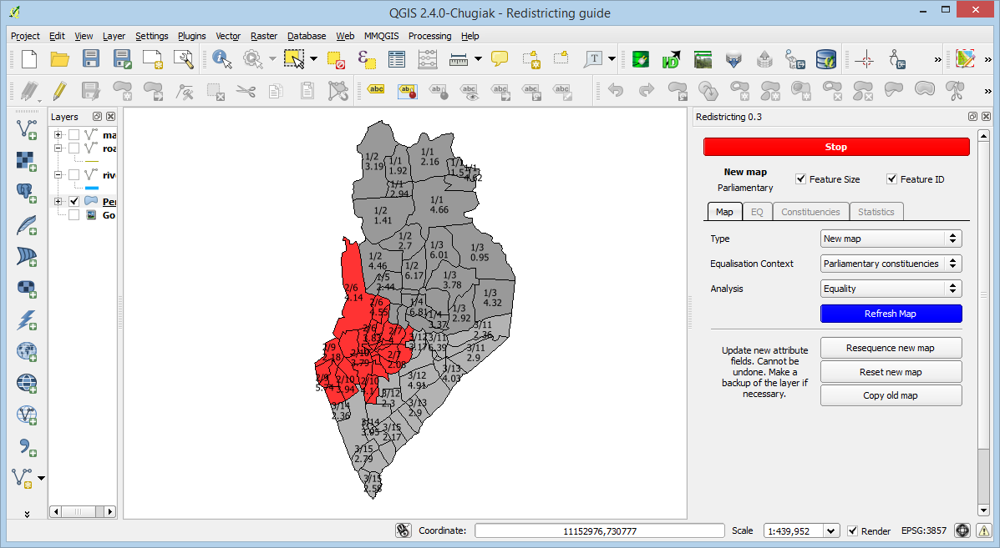 QGIS 2.4.0-Chugiak - Redistricting guide
Project Edit View Layer Settings Plugins Vector Raster Database Web MMQGIS Processing Help
Layers
ma
roa
rive
Per
Go
1/2
3.19
1/1
1.92
1/1
2.16
1/1
1/1
4.62
1/1
2.94
1/1
4.66
1/2
1.41
1/2
2.7
1/3
6.01
1/3
0.95
1/2
4.46
1/2
6.17
1/3
3.78
1/5
2.44
1/3
4.32
2/6
4.14
2/6
4.55
1/4
6.81
1/3
2.92
1/4
3.37
2/6
3.83
2/7
3/12
3.17
3/11
6.39
3/11
2.36
3/11
2.9
2/9
2.18
2/10
3.79
2/7
2.08
3/13
4.03
2/9
5.74
2/10
3.94
2/10
4.1
3/12
4.91
3/12
2.3
3/13
2.9
3/14
2.36
3/14
3.95
3/15
2.17
3/15
2.79
3/15
2.58
Redistricting 0.3
Stop
New map
Parliamentary
Feature Size
Feature ID
Map EQ Constituencies Statistics
Type New map
Equalisation Context Parliamentary constituencies
Analysis Equality
Refresh Map
Update new attribute
fields. Cannot be
undone. Make a
backup of the layer if
necessary.
Resequence new map
Reset new map
Copy old map
Coordinate: 11152976,730777 Scale 1:439,952 Render EPSG:3857